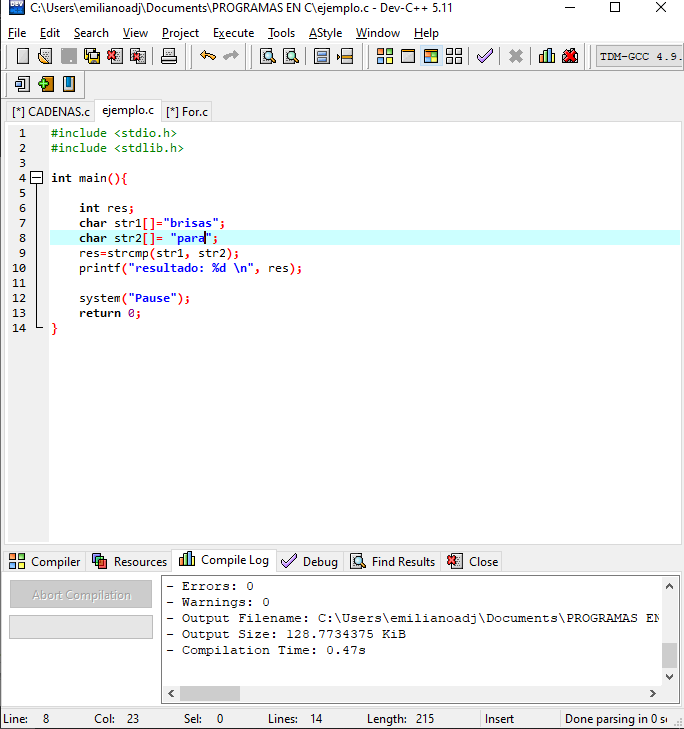 C:\Users\emilianoadj\Documents\PROGRAMAS EN C\ejemplo.c - Dev-C++ 5.11
File Edit Search View Project Execute Tools AStyle Window Help
TDM-GCC 4.9.
[*] CADENAS.c ejemplo.c [*] For.c
1 #include <stdio.h>
2 #include <stdlib.h>
3
4 int main(){
5
6 int res;
7 char str1[]="brisas";
8 char str2[]= "para";
9 res=strcmp(str1, str2);
10 printf("resultado: %d \n", res);
11
12 system("Pause");
13 return 0;
14 }
Compiler Resources Compile Log Debug Find Results Close
Abort Compilation
- Errors: 0
- Warnings: 0
- Output Filename: C:\Users\emilianoadj\Documents\PROGRAMAS EN
- Output Size: 128.7734375 KiB
- Compilation Time: 0.47s
Line: 8 Col: 23 Sel: 0 Lines: 14 Length: 215 Insert Done parsing in 0 se